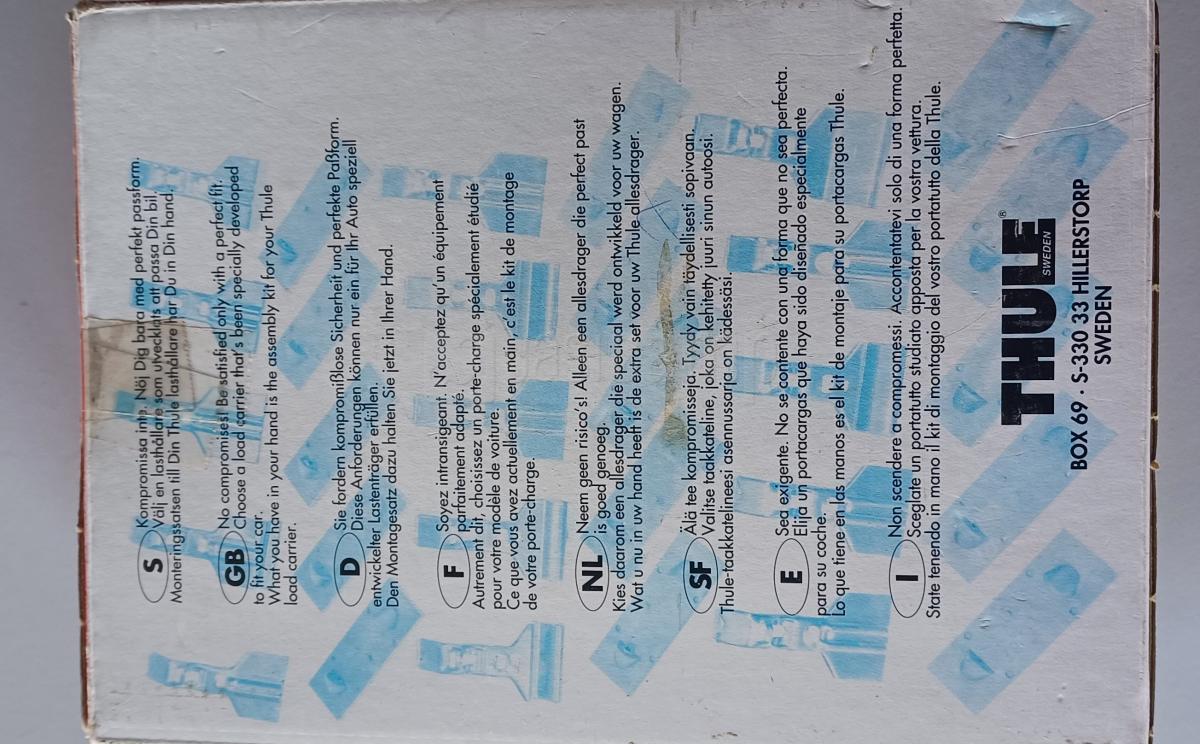 S
Kompromissa inte. Nöj Dig bara med perfekt passform.
Välj en lasthållare som utvecklats att passa Din bil.
Monteringssatsen till Din Thule lasthållare har Du i Din hand.
GB
No compromises! Be satisfied only with a perfect fit.
Choose a load carrier that's been specially developed
to fit your car.
What you have in your hand is the assembly kit for your Thule
load carrier.
D
Sie fordern kompromißlose Sicherheit und perfekte Paßform.
Diese Anforderungen können nur ein für Ihr Auto speziell
entwickelter Lastenträger erfüllen.
Den Montagesatz dazu halten Sie jetzt in Ihrer Hand.
F
Soyez intransigeant. N'acceptez qu'un équipement
parfaitement adapté.
Autrement dit, choisissez un porte-charge spécialement étudié
pour votre modèle de voiture.
Ce que vous avez actuellement en main, c'est le kit de montage
de votre porte-charge.
NL
Neem geen risico's! Alleen een allesdrager die perfect past
is goed genoeg.
Kies daarom een allesdrager die speciaal werd ontwikkeld voor uw wagen.
Wat u nu in uw hand heeft is de extra set voor uw Thule allesdrager.
SF
Älä tee kompromisseja. Tyydy vain täydellisesti sopivaan.
Valitse taakkateline, joka on kehitetty juuri sinun autoosi.
Thule-taakkatelineesi asennussarja on kädessäsi.
E
Sea exigente. No se contente con una forma que no sea perfecta.
Elija un portacargas que haya sido diseñado especialmente
para su coche.
Lo que tiene en las manos es el kit de montaje para su portacargas Thule.
I
Non scendere a compromessi. Accontentatevi solo di una forma perfetta.
Scegliate un portatutto studiato apposta per la vostra vettura.
State tenendo in mano il kit di montaggio del vostro portatutto della Thule.
THULE®
SWEDEN
BOX 69 · S-330 33 HILLERSTORP
SWEDEN